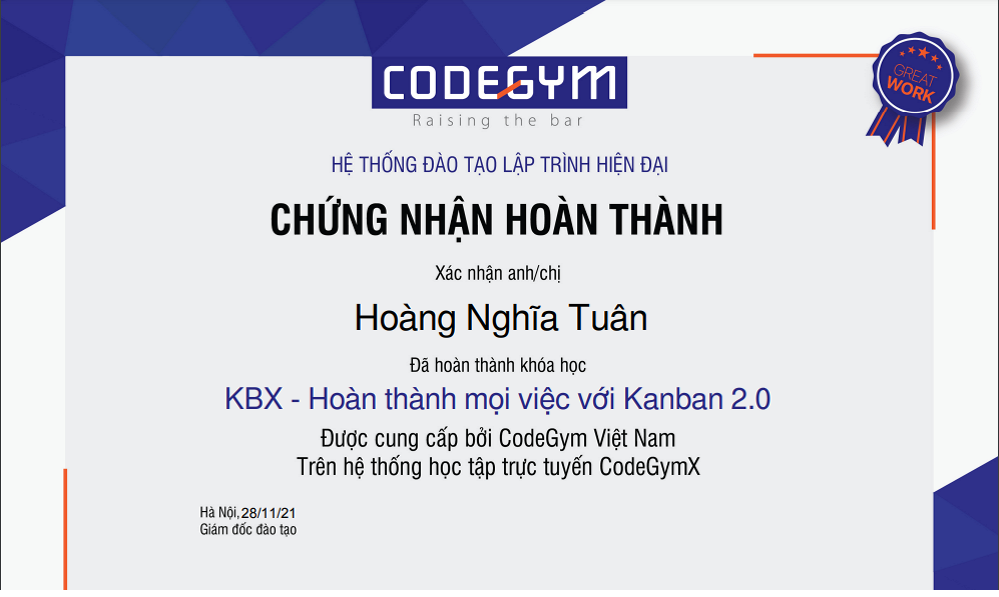 CODEGYM
Raising the bar
GREAT
WORK
HỆ THỐNG ĐÀO TẠO LẬP TRÌNH HIỆN ĐẠI
CHỨNG NHẬN HOÀN THÀNH
Xác nhận anh/chị
Hoàng Nghĩa Tuân
Đã hoàn thành khóa học
KBX - Hoàn thành mọi việc với Kanban 2.0
Được cung cấp bởi CodeGym Việt Nam
Trên hệ thống học tập trực tuyến CodeGymX
Hà Nội, 28/11/21
Giám đốc đào tạo